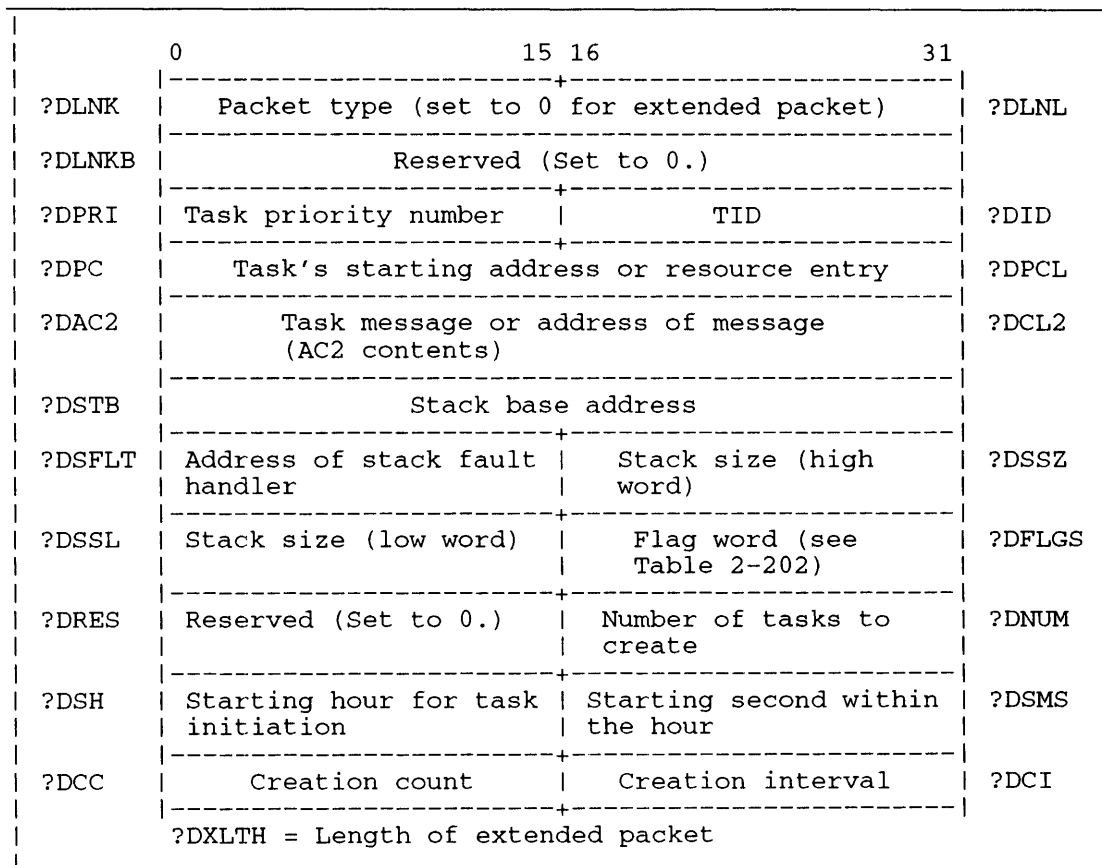 0 15 16 31
?DLNK Packet type (set to 0 for extended packet) ?DLNL
?DLNKB Reserved (Set to 0.)
?DPRI Task priority number TID ?DID
?DPC Task's starting address or resource entry ?DPCL
?DAC2 Task message or address of message ?DCL2
(AC2 contents)
?DSTB Stack base address
?DSFLT Address of stack fault Stack size (high ?DSSZ
handler word)
?DSSL Stack size (low word) Flag word (see ?DFLGS
Table 2-202)
?DRES Reserved (Set to 0.) Number of tasks to ?DNUM
create
?DSH Starting hour for task Starting second within ?DSMS
initiation the hour
?DCC Creation count Creation interval ?DCI
?DXLTH = Length of extended packet